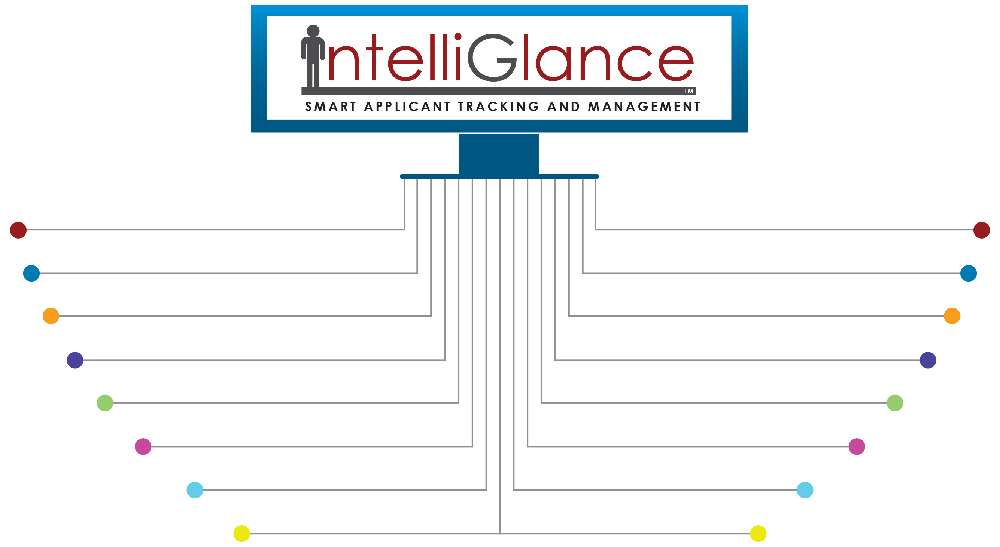 IntelliGlance
TM
SMART APPLICANT TRACKING AND MANAGEMENT